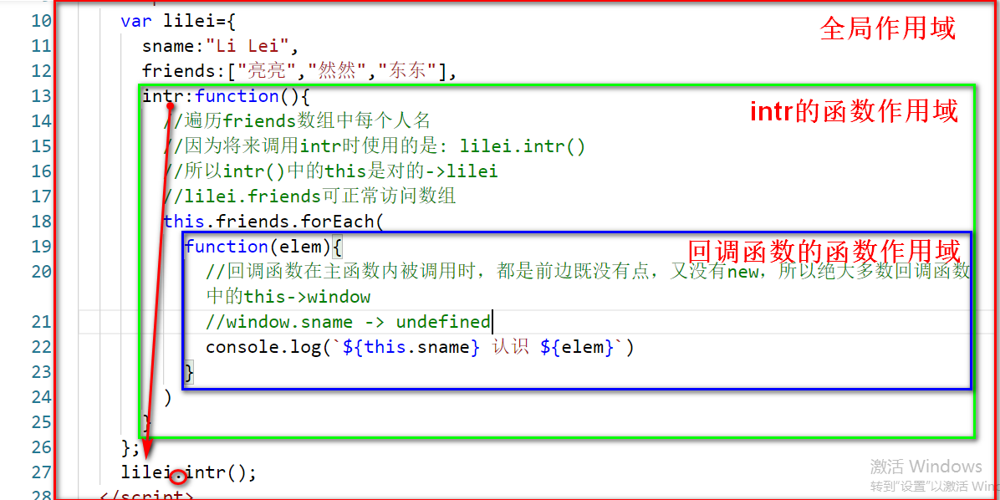 10 var lilei={
全局作用域
11 sname:"Li Lei",
12 friends:["亮亮","然然","东东"],
13 intr:function(){
intr的函数作用域
14 //遍历friends数组中每个人名
15 //因为将来调用intr时使用的是: lilei.intr()
16 //所以intr()中的this是对的->lilei
17 //lilei.friends可正常访问数组
18 this.friends.forEach(
19 function(elem){
回调函数的函数作用域
20 //回调函数在主函数内被调用时，都是前边既没有点，又没有new，所以绝大多数回调函数
中的this->window
21 //window.sname -> undefined
22 console.log(`${this.sname} 认识 ${elem}`)
23 }
24 )
25 }
26 };
27 lilei.intr();
28 </script>
激活 Windows
转到"设置"以激活 Win